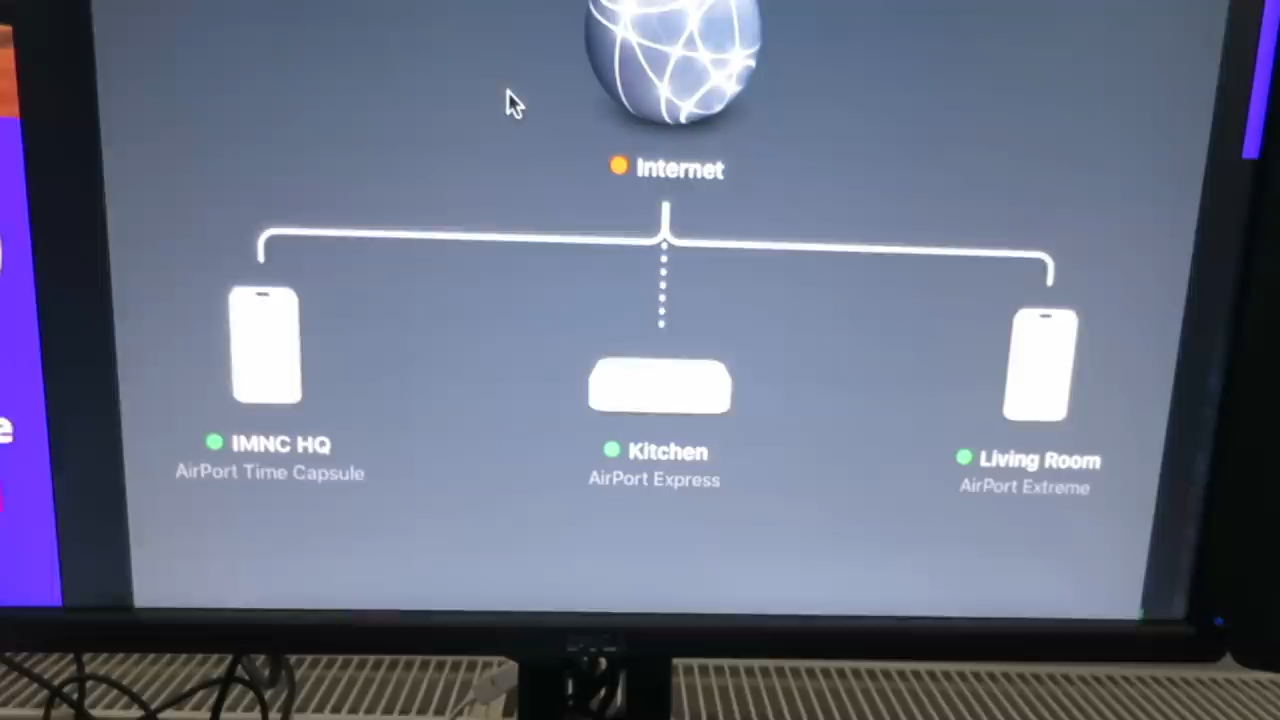 Internet
IMNC HQ
AirPort Time Capsule
Kitchen
AirPort Express
Living Room
AirPort Extreme